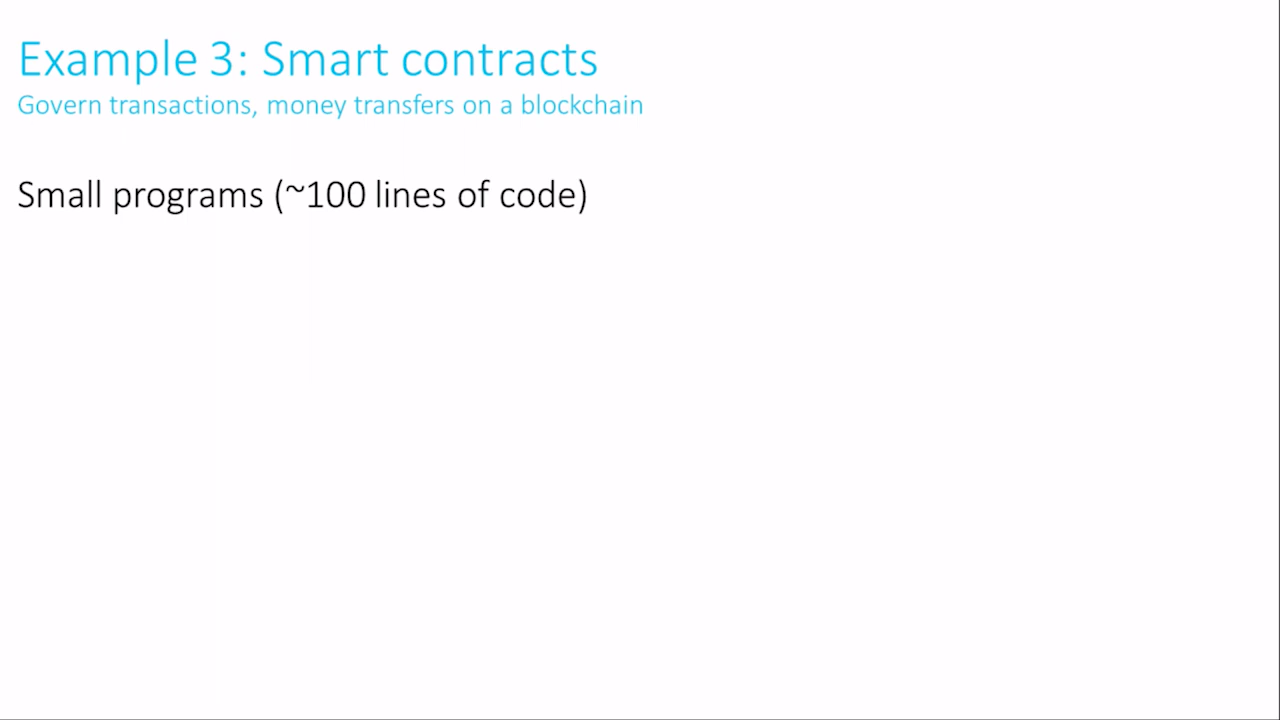 Example 3: Smart contracts
Govern transactions, money transfers on a blockchain
Small programs (~100 lines of code)